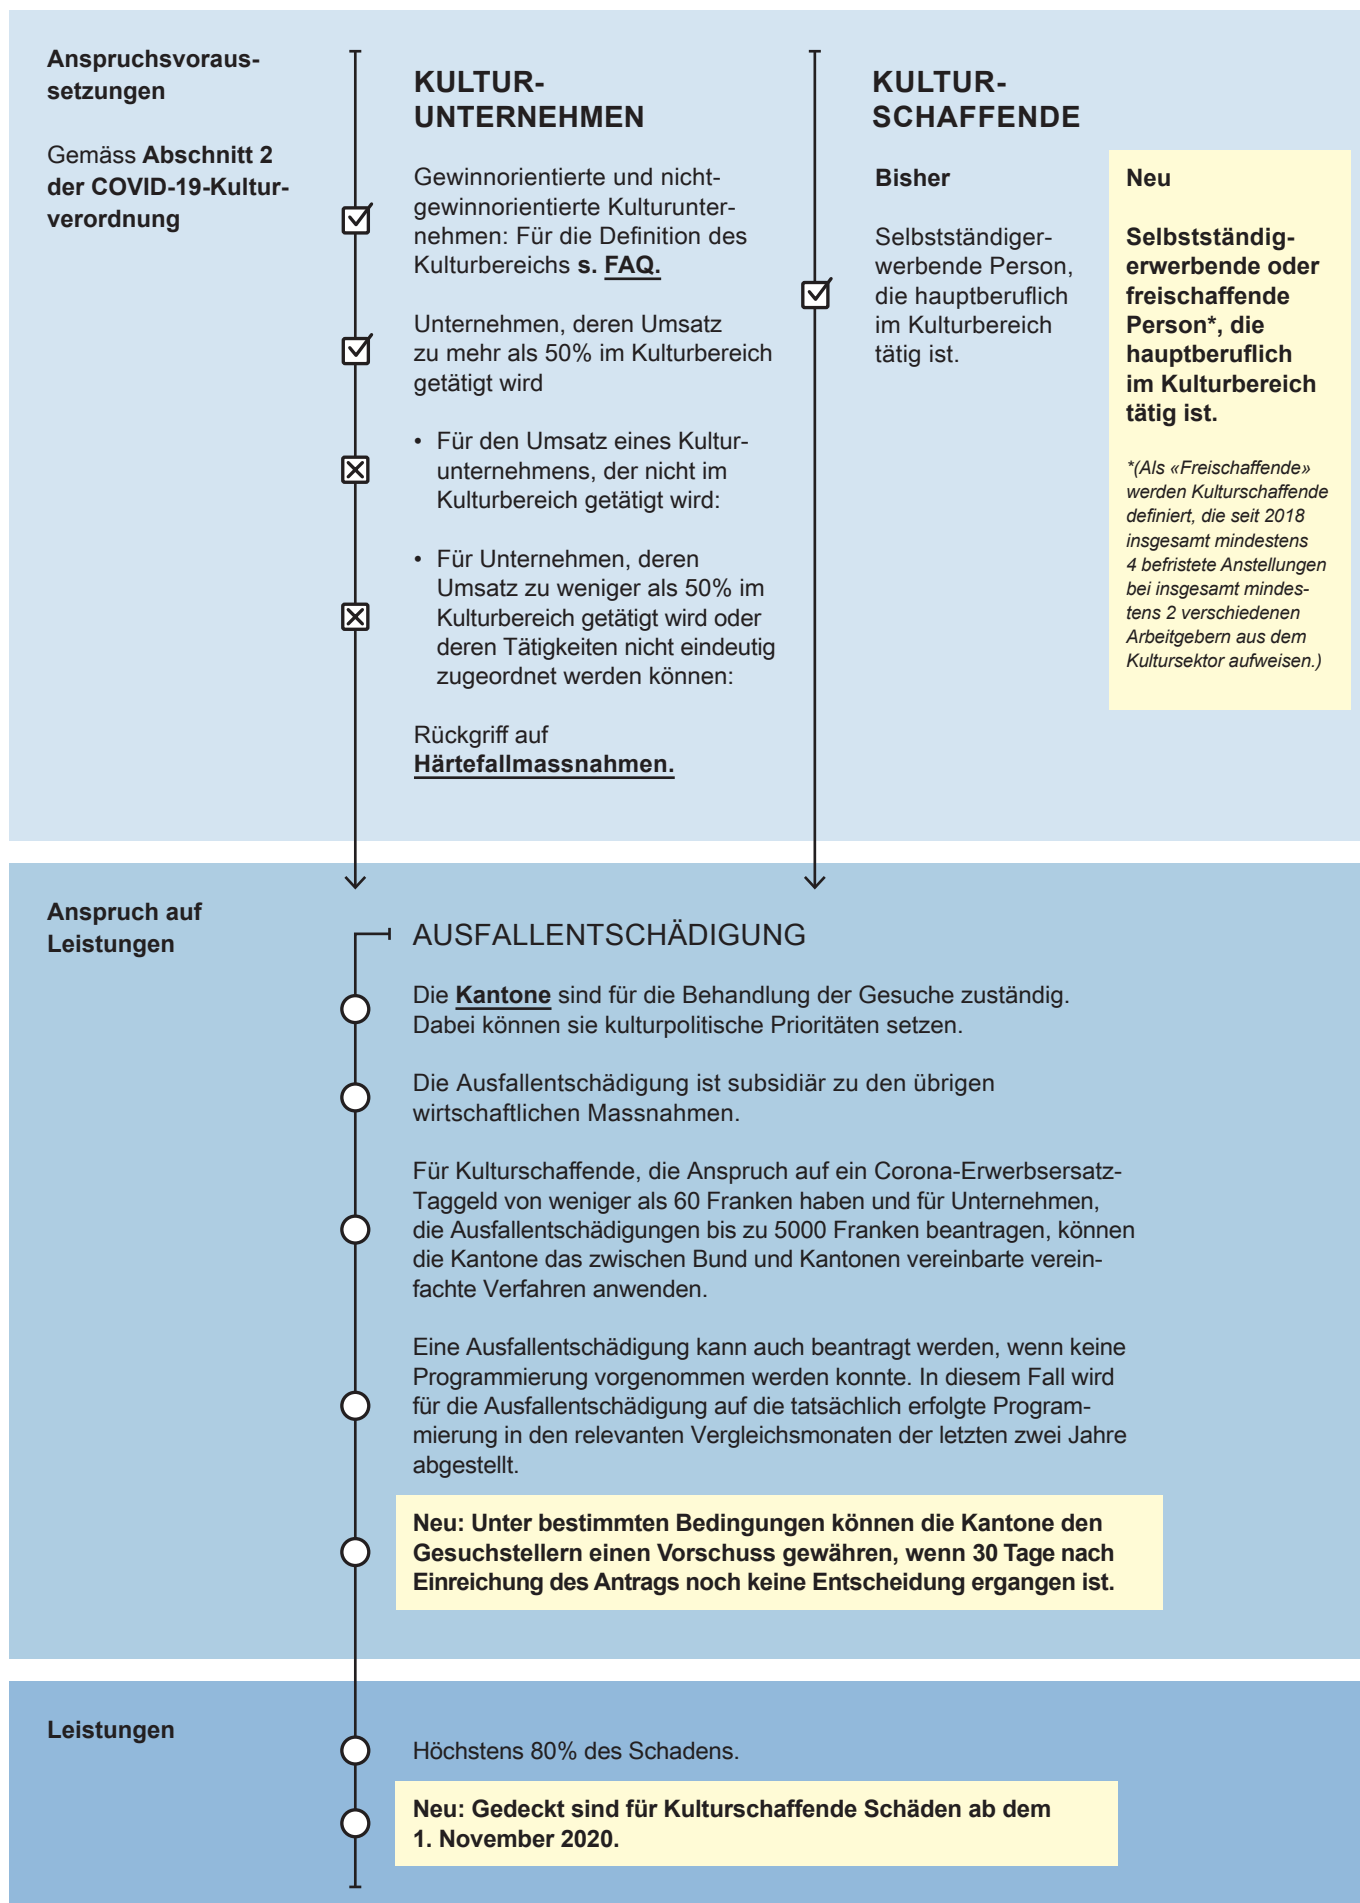 Anspruchsvoraus-
setzungen
Gemäss Abschnitt 2
der COVID-19-Kultur-
verordnung
KULTUR-
UNTERNEHMEN
Gewinnorientierte und nicht-
gewinnorientierte Kulturunter-
nehmen: Für die Definition des
Kulturbereichs s. FAQ.
Unternehmen, deren Umsatz
zu mehr als 50% im Kulturbereich
getätigt wird
• Für den Umsatz eines Kultur-
unternehmens, der nicht im
Kulturbereich getätigt wird:
• Für Unternehmen, deren
Umsatz zu weniger als 50% im
Kulturbereich getätigt wird oder
deren Tätigkeiten nicht eindeutig
zugeordnet werden können:
Rückgriff auf
Härtefallmassnahmen.
KULTUR-
SCHAFFENDE
Bisher
Selbstständiger-
werbende Person,
die hauptberuflich
im Kulturbereich
tätig ist.
Neu
Selbstständig-
erwerbende oder
freischaffende
Person*, die
hauptberuflich
im Kulturbereich
tätig ist.
*(Als «Freischaffende»
werden Kulturschaffende
definiert, die seit 2018
insgesamt mindestens
4 befristete Anstellungen
bei insgesamt mindes-
tens 2 verschiedenen
Arbeitgebern aus dem
Kultursektor aufweisen.)
Anspruch auf
Leistungen
AUSFALLENTSCHÄDIGUNG
Die Kantone sind für die Behandlung der Gesuche zuständig.
Dabei können sie kulturpolitische Prioritäten setzen.
Die Ausfallentschädigung ist subsidiär zu den übrigen
wirtschaftlichen Massnahmen.
Für Kulturschaffende, die Anspruch auf ein Corona-Erwerbsersatz-
Taggeld von weniger als 60 Franken haben und für Unternehmen,
die Ausfallentschädigungen bis zu 5000 Franken beantragen, können
die Kantone das zwischen Bund und Kantonen vereinbarte verein-
fachte Verfahren anwenden.
Eine Ausfallentschädigung kann auch beantragt werden, wenn keine
Programmierung vorgenommen werden konnte. In diesem Fall wird
für die Ausfallentschädigung auf die tatsächlich erfolgte Program-
mierung in den relevanten Vergleichsmonaten der letzten zwei Jahre
abgestellt.
Neu: Unter bestimmten Bedingungen können die Kantone den
Gesuchstellern einen Vorschuss gewähren, wenn 30 Tage nach
Einreichung des Antrags noch keine Entscheidung ergangen ist.
Leistungen
Höchstens 80% des Schadens.
Neu: Gedeckt sind für Kulturschaffende Schäden ab dem
1. November 2020.